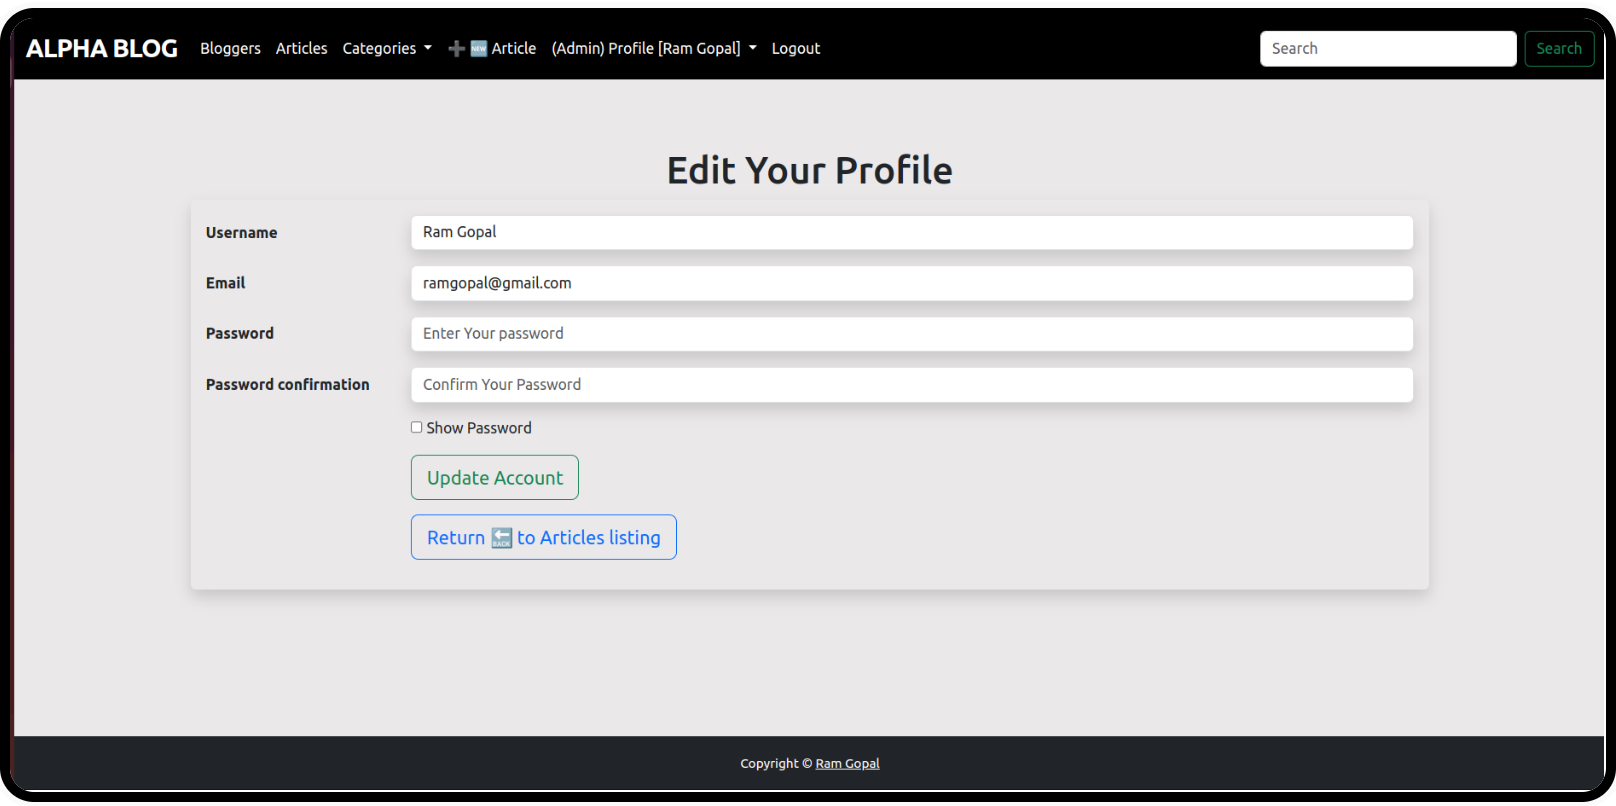 ALPHA BLOG Bloggers Articles Categories ➕ 🆕 Article (Admin) Profile [Ram Gopal] Logout Search Search
Edit Your Profile
Username Ram Gopal
Email ramgopal@gmail.com
Password Enter Your password
Password confirmation Confirm Your Password
Show Password
Update Account
Return 🔙 to Articles listing
Copyright © Ram Gopal